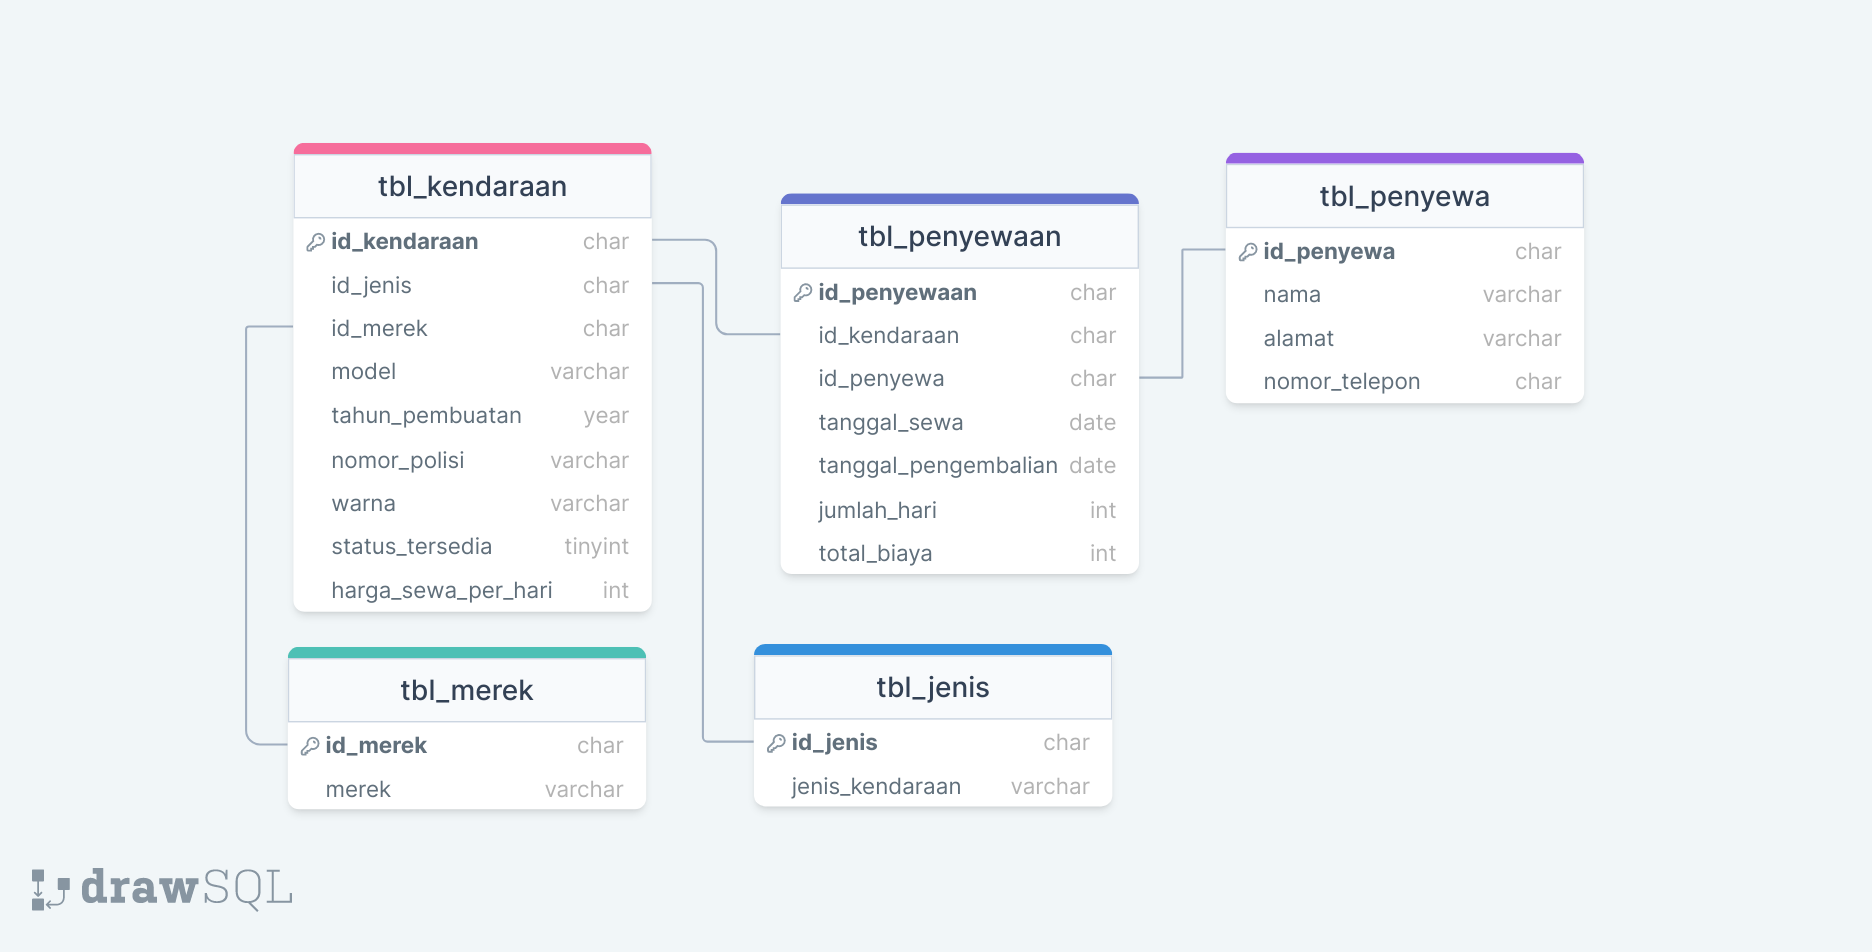 tbl_kendaraan
id_kendaraan char
id_jenis char
id_merek char
model varchar
tahun_pembuatan year
nomor_polisi varchar
warna varchar
status_tersedia tinyint
harga_sewa_per_hari int
tbl_penyewaan
id_penyewaan char
id_kendaraan char
id_penyewa char
tanggal_sewa date
tanggal_pengembalian date
jumlah_hari int
total_biaya int
tbl_penyewa
id_penyewa char
nama varchar
alamat varchar
nomor_telepon char
tbl_merek
id_merek char
merek varchar
tbl_jenis
id_jenis char
jenis_kendaraan varchar
drawSQL